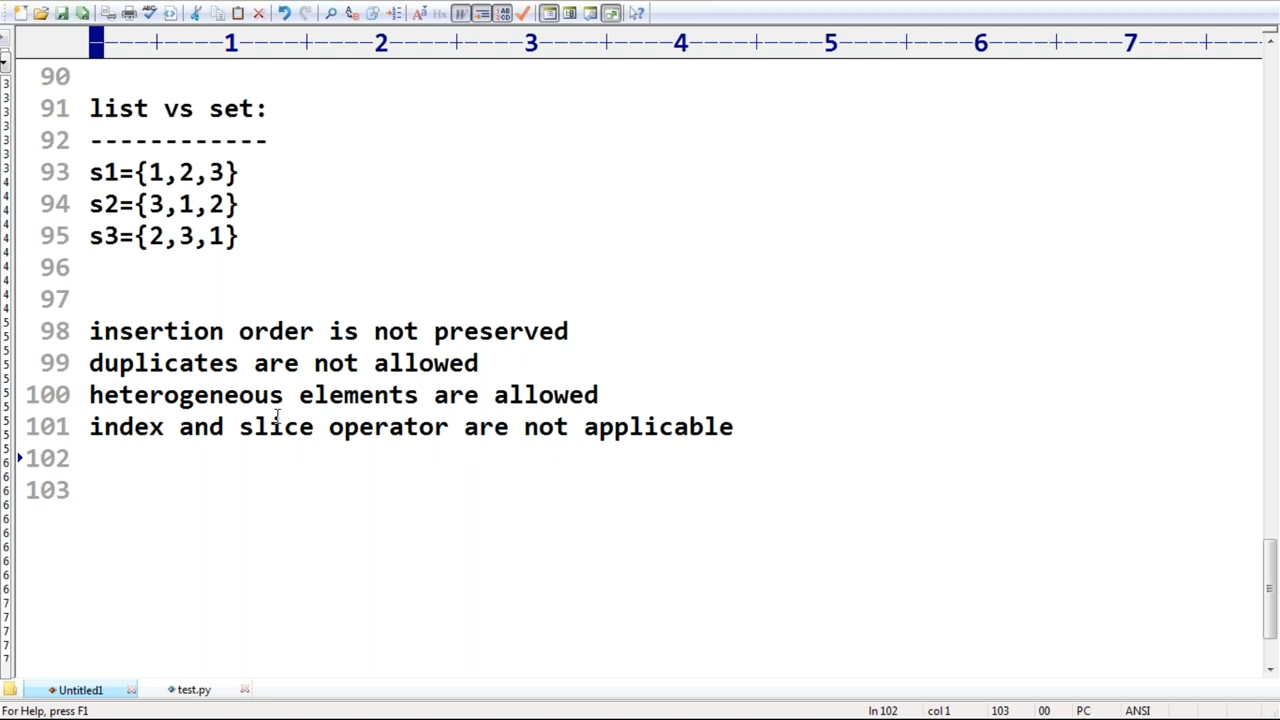 1 2 3 4 5 6 7
90
91 list vs set:
92 ------------
93 s1={1,2,3}
94 s2={3,1,2}
95 s3={2,3,1}
96
97
98 insertion order is not preserved
99 duplicates are not allowed
100 heterogeneous elements are allowed
101 index and slice operator are not applicable
102
103
Untitled1 test.py
For Help, press F1 ln 102 col 1 103 00 PC ANSI